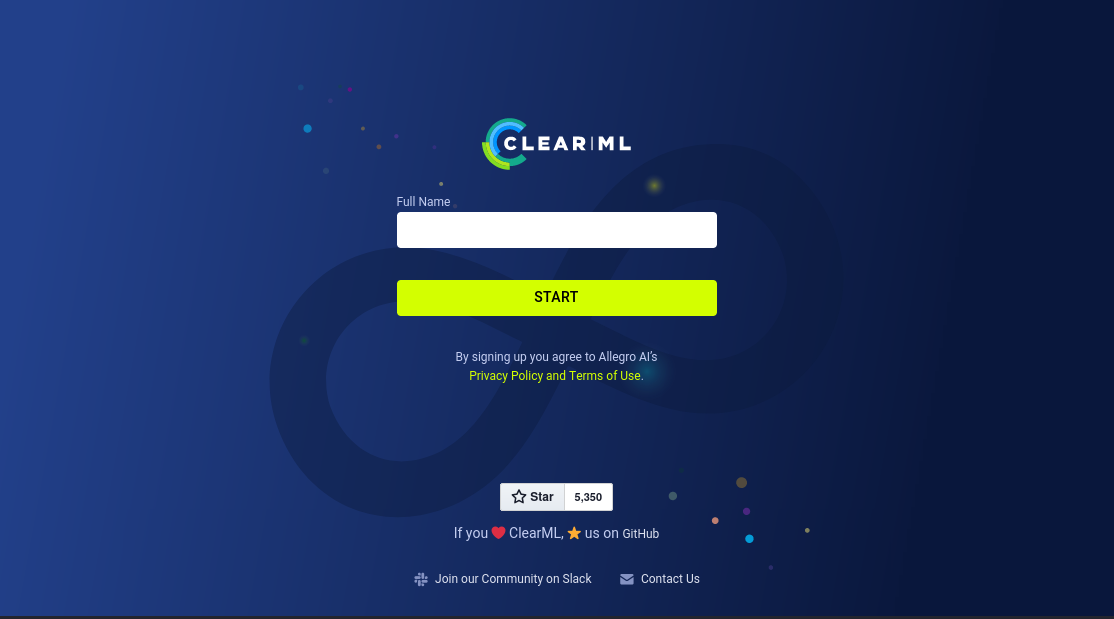 CLEAR|ML
Full Name
START
By signing up you agree to Allegro AI's
Privacy Policy and Terms of Use.
Star 5,350
If you ❤️ ClearML, ⭐ us on GitHub
Join our Community on Slack Contact Us